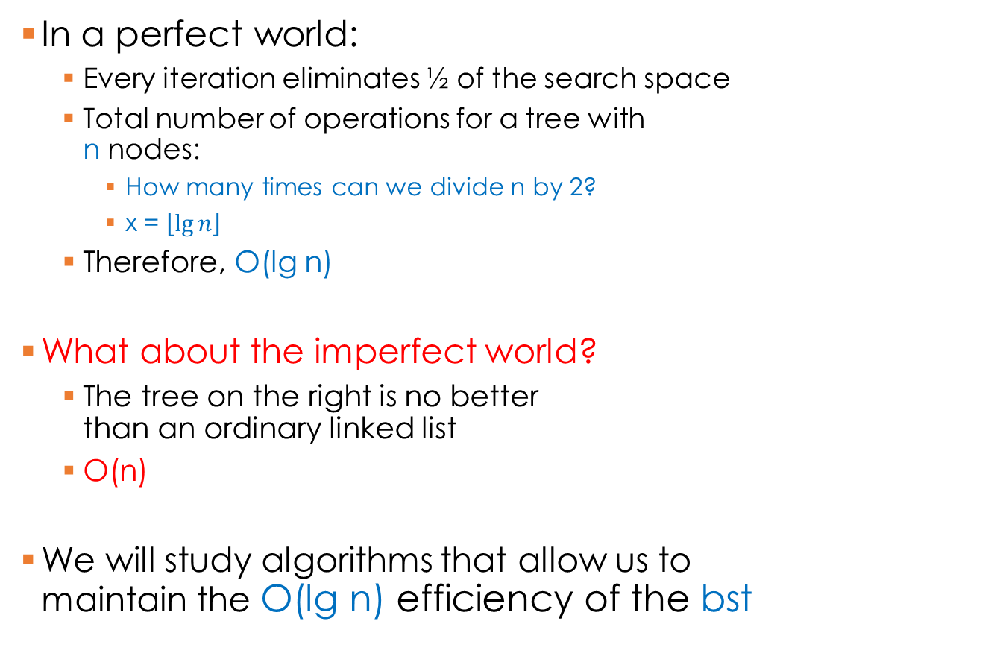 In a perfect world:
Every iteration eliminates ½ of the search space
Total number of operations for a tree with
n nodes:
How many times can we divide n by 2?
x = ⌊lg n⌋
Therefore, O(lg n)
What about the imperfect world?
The tree on the right is no better
than an ordinary linked list
O(n)
We will study algorithms that allow us to
maintain the O(lg n) efficiency of the bst